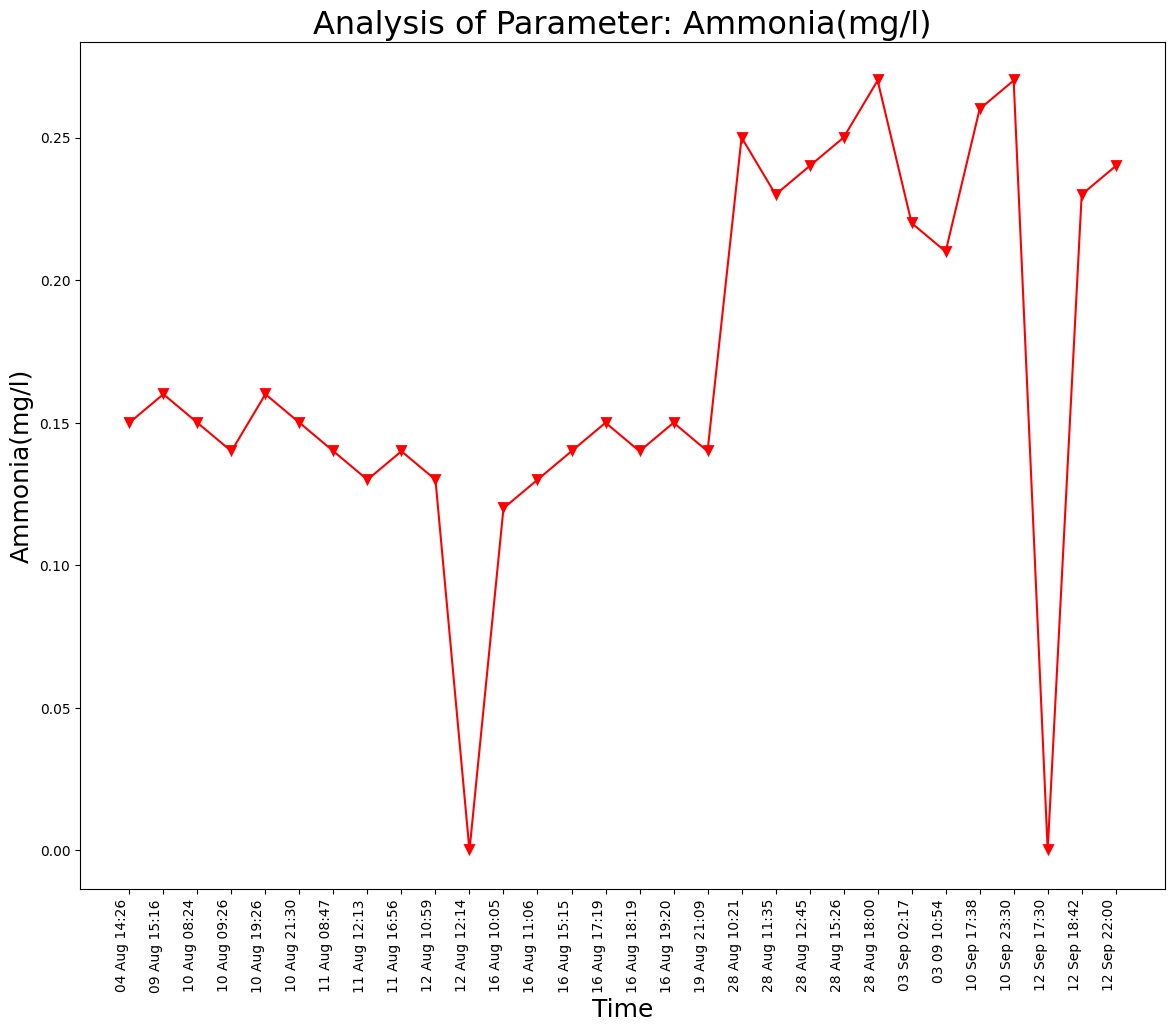 Analysis of Parameter: Ammonia(mg/l)
Ammonia(mg/l)
0.25
0.20
0.15
0.10
0.05
0.00
04 Aug 14:26
09 Aug 15:16
10 Aug 08:24
10 Aug 09:26
10 Aug 19:26
10 Aug 21:30
11 Aug 08:47
11 Aug 12:13
11 Aug 16:56
12 Aug 10:59
12 Aug 12:14
16 Aug 10:05
16 Aug 11:06
16 Aug 15:15
16 Aug 17:19
16 Aug 18:19
16 Aug 19:20
19 Aug 21:09
28 Aug 10:21
28 Aug 11:35
28 Aug 12:45
28 Aug 15:26
28 Aug 18:00
03 Sep 02:17
03 09 10:54
10 Sep 17:38
10 Sep 23:30
12 Sep 17:30
12 Sep 18:42
12 Sep 22:00
Time